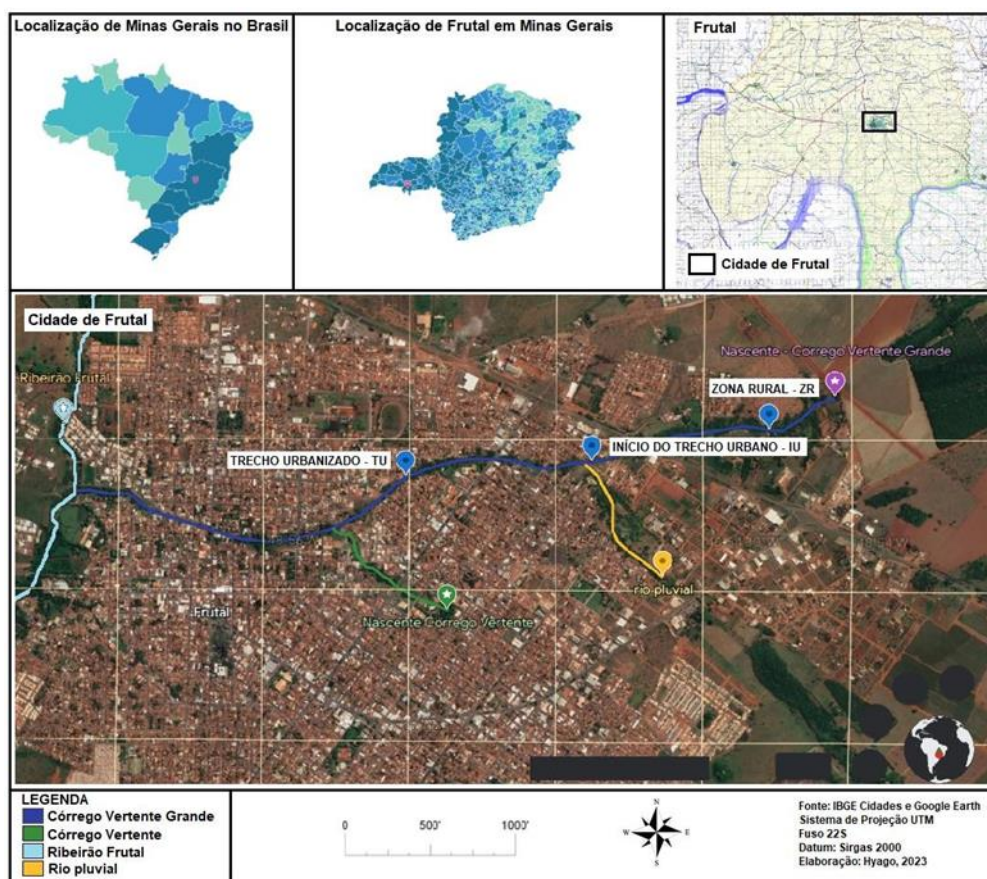 Localização de Minas Gerais no Brasil
Localização de Frutal em Minas Gerais
Frutal
Cidade de Frutal
Cidade de Frutal
Nascente - Corrego Vertente Grande
Ribeirão Frutal
ZONA RURAL - ZR
INÍCIO DO TRECHO URBANO - IU
TRECHO URBANIZADO - TU
rio pluvial
Frutal
Nascente Corrego Vertente
LEGENDA
Córrego Vertente Grande
Córrego Vertente
Ribeirão Frutal
Rio pluvial
0 500' 1000'
N
W E
S
Fonte: IBGE Cidades e Google Earth
Sistema de Projeção UTM
Fuso 22S
Datum: Sirgas 2000
Elaboração: Hyago, 2023